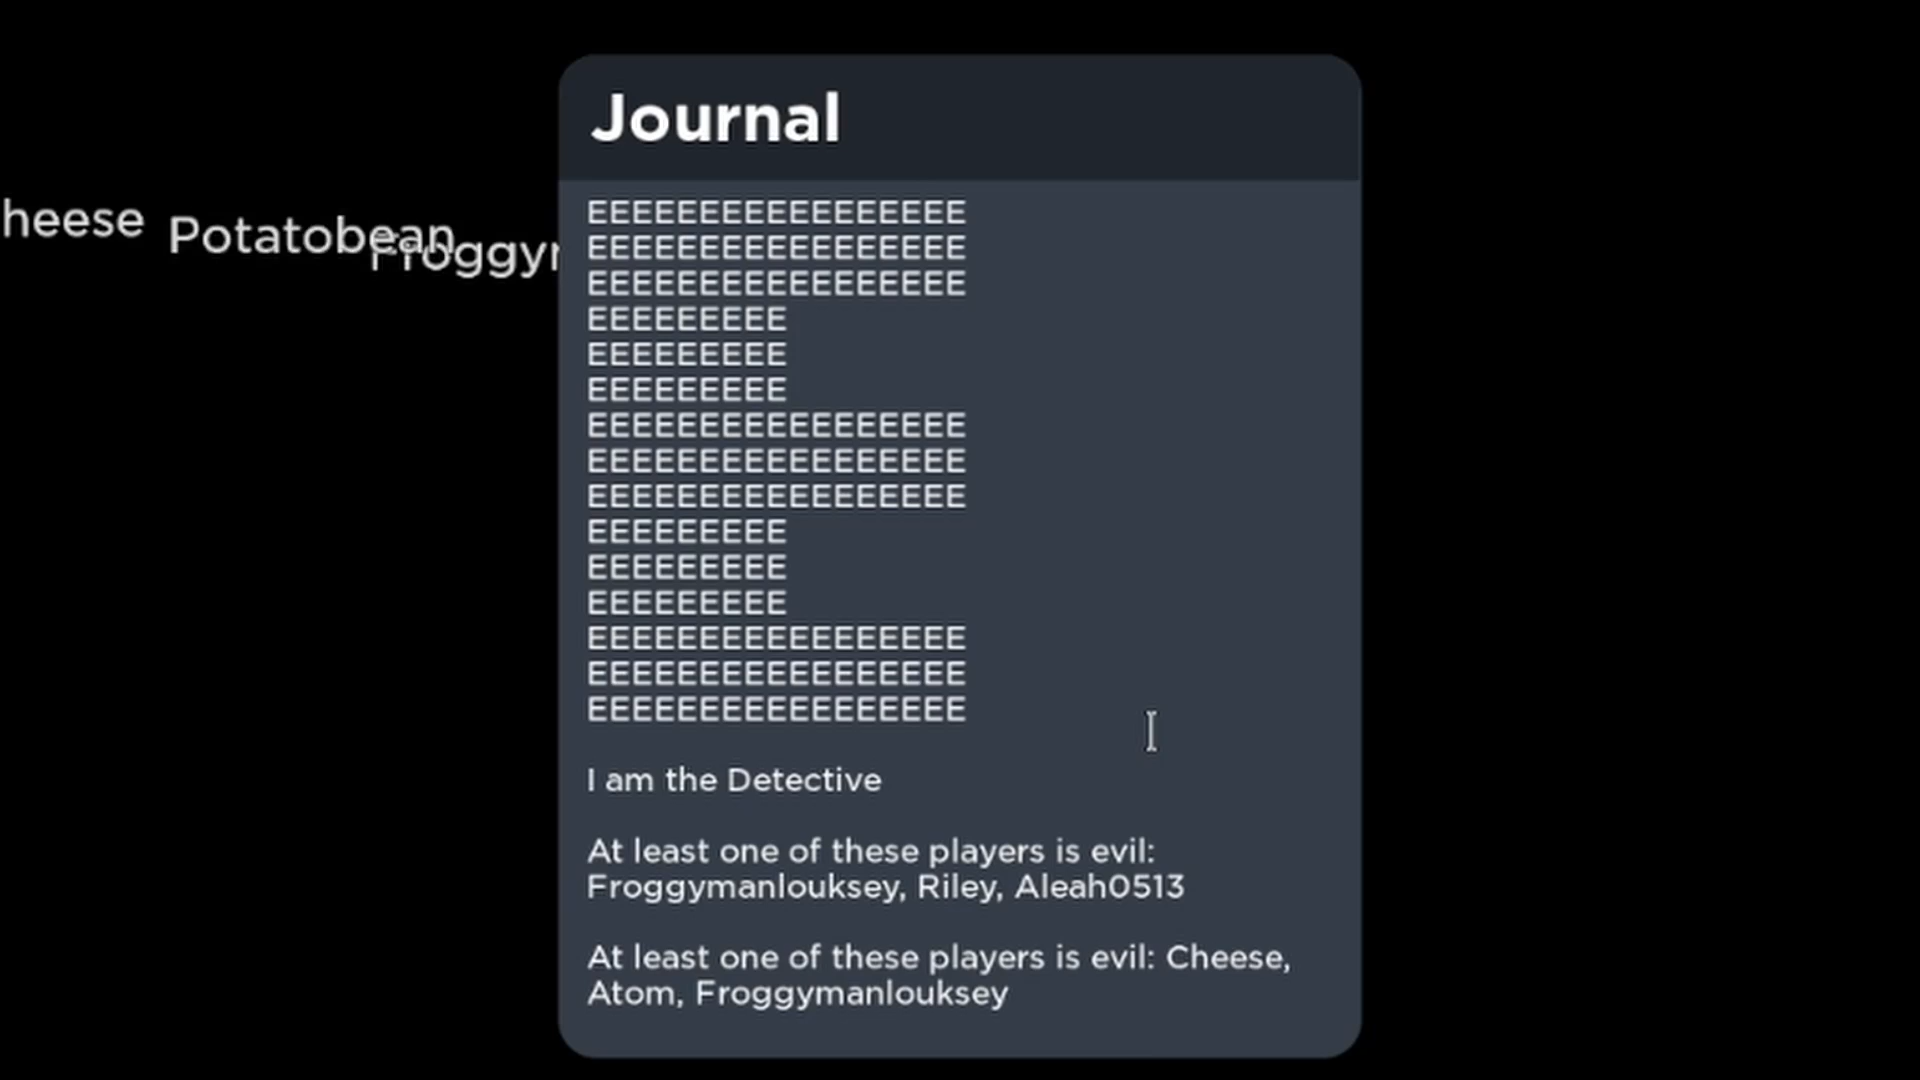 Journal
heese
Potatobean
Froggyr
EEEEEEEEEEEEEEEEE
EEEEEEEEEEEEEEEEE
EEEEEEEEEEEEEEEEE
EEEEEEEEE
EEEEEEEEE
EEEEEEEEE
EEEEEEEEEEEEEEEEE
EEEEEEEEEEEEEEEEE
EEEEEEEEEEEEEEEEE
EEEEEEEEE
EEEEEEEEE
EEEEEEEEE
EEEEEEEEEEEEEEEEE
EEEEEEEEEEEEEEEEE
EEEEEEEEEEEEEEEEE
I am the Detective
At least one of these players is evil:
Froggymanlouksey, Riley, Aleah0513
At least one of these players is evil: Cheese,
Atom, Froggymanlouksey